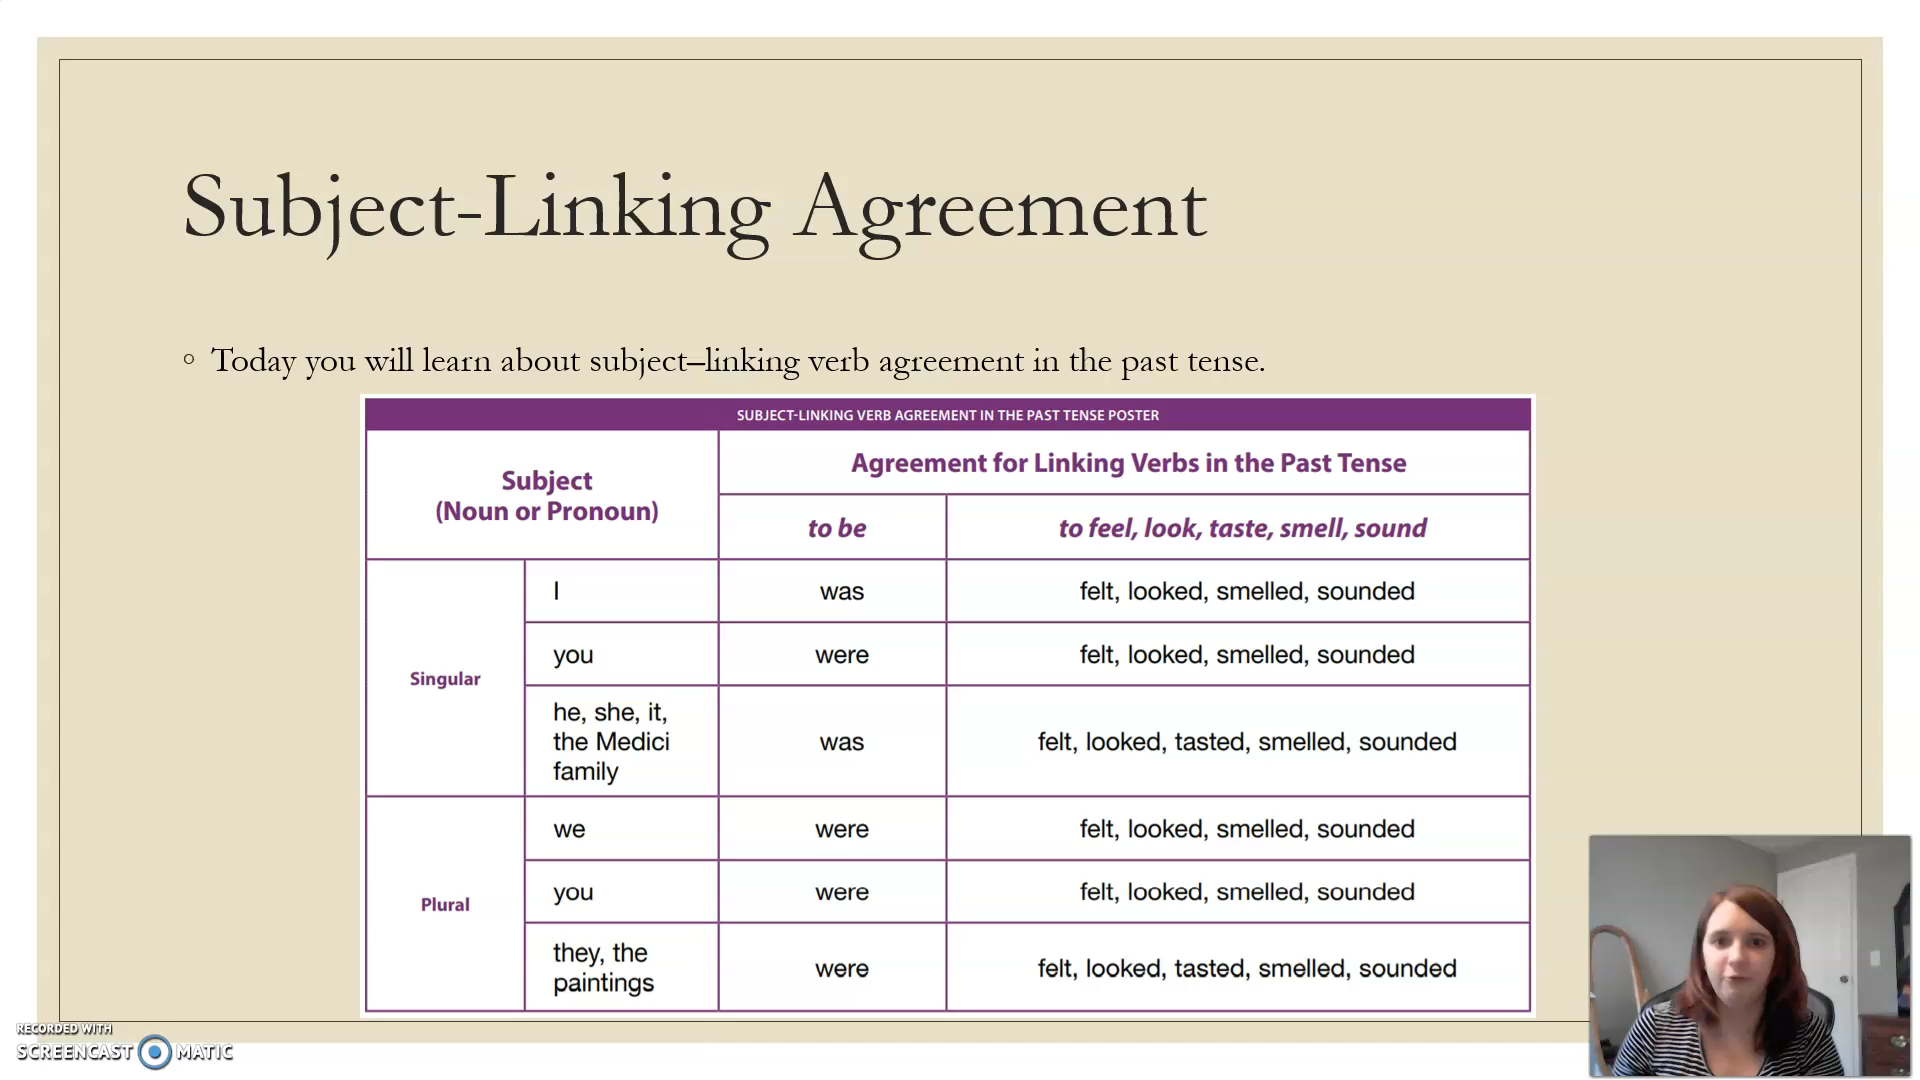 Subject-Linking Agreement
Today you will learn about subject–linking verb agreement in the past tense.
SUBJECT-LINKING VERB AGREEMENT IN THE PAST TENSE POSTER
Subject
(Noun or Pronoun)
Agreement for Linking Verbs in the Past Tense
to be
to feel, look, taste, smell, sound
Singular
I
was
felt, looked, smelled, sounded
you
were
felt, looked, smelled, sounded
he, she, it,
the Medici
family
was
felt, looked, tasted, smelled, sounded
Plural
we
were
felt, looked, smelled, sounded
you
were
felt, looked, smelled, sounded
they, the
paintings
were
felt, looked, tasted, smelled, sounded
RECORDED WITH
SCREENCAST MATIC